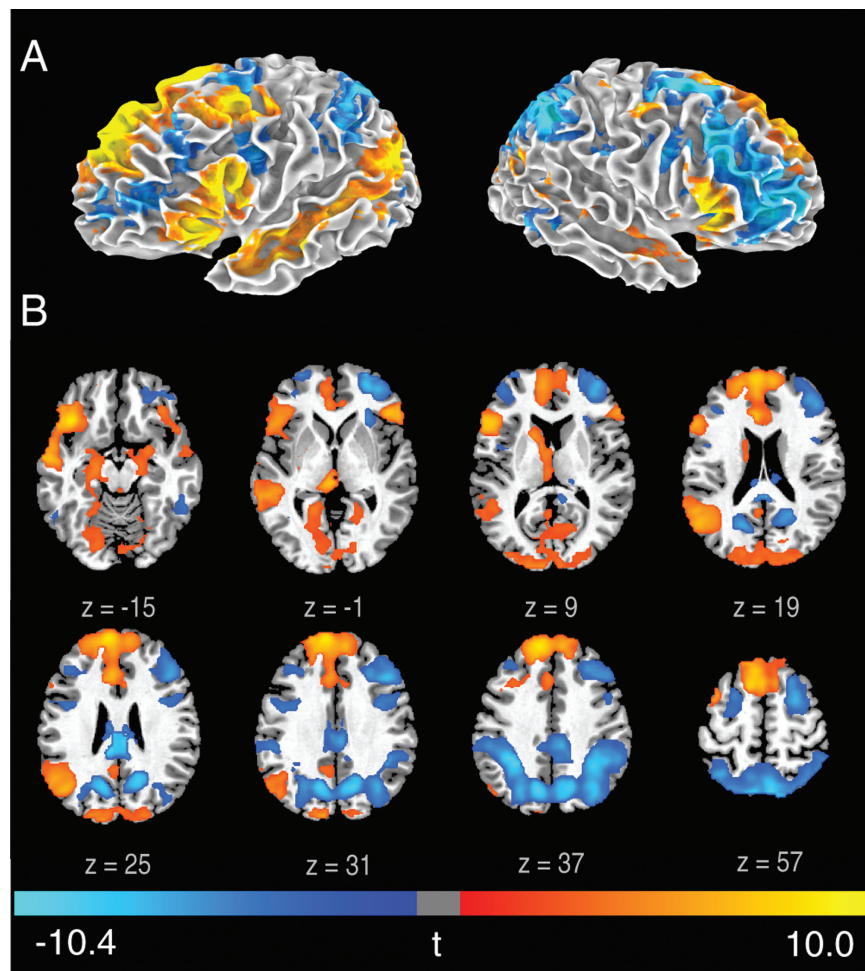 A
B
z = -15 z = -1 z = 9 z = 19
z = 25 z = 31 z = 37 z = 57
-10.4 t 10.0